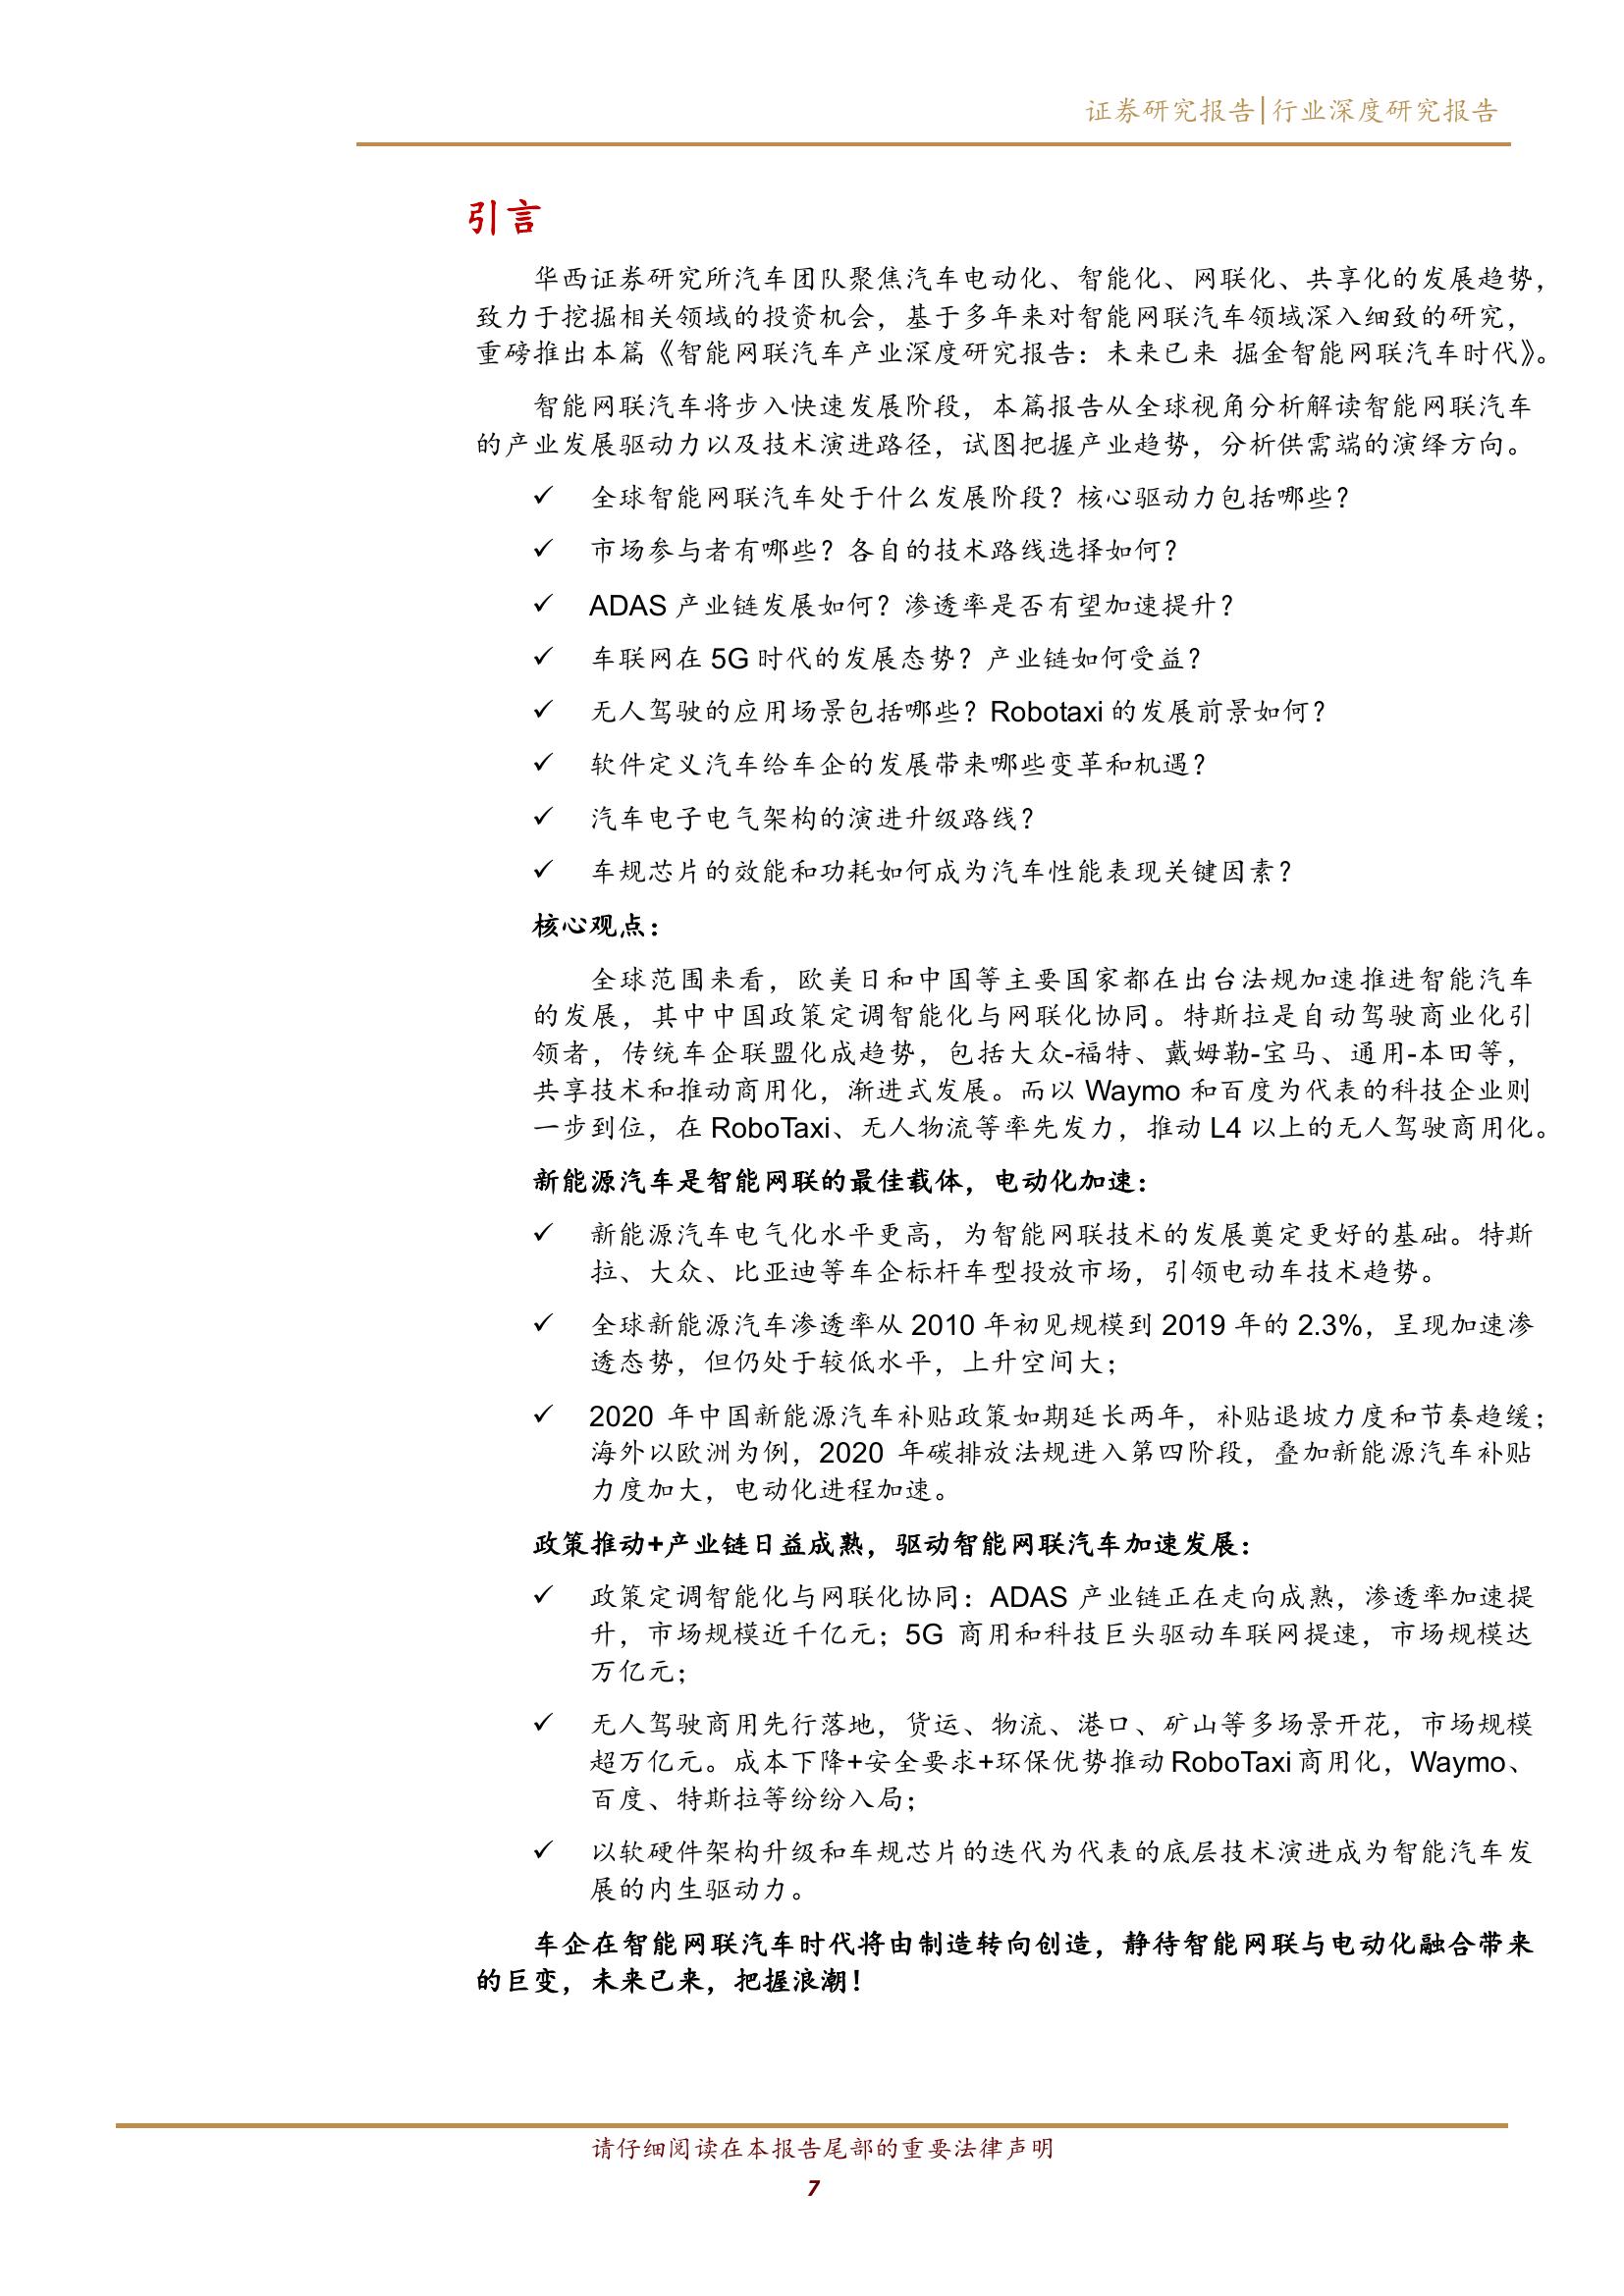 证券研究报告|行业深度研究报告
引言
华西证券研究所汽车团队聚焦汽车电动化、智能化、网联化、共享化的发展趋势，
致力于挖掘相关领域的投资机会，基于多年来对智能网联汽车领域深入细致的研究，
重磅推出本篇《智能网联汽车产业深度研究报告：未来已来 掘金智能网联汽车时代》。
智能网联汽车将步入快速发展阶段，本篇报告从全球视角分析解读智能网联汽车
的产业发展驱动力以及技术演进路径，试图把握产业趋势，分析供需端的演绎方向。
✓ 全球智能网联汽车处于什么发展阶段？核心驱动力包括哪些？
✓ 市场参与者有哪些？各自的技术路线选择如何？
✓ ADAS 产业链发展如何？渗透率是否有望加速提升？
✓ 车联网在 5G 时代的发展态势？产业链如何受益？
✓ 无人驾驶的应用场景包括哪些？Robotaxi 的发展前景如何？
✓ 软件定义汽车给车企的发展带来哪些变革和机遇？
✓ 汽车电子电气架构的演进升级路线？
✓ 车规芯片的效能和功耗如何成为汽车性能表现关键因素？
核心观点：
全球范围来看，欧美日和中国等主要国家都在出台法规加速推进智能汽车
的发展，其中中国政策定调智能化与网联化协同。特斯拉是自动驾驶商业化引
领者，传统车企联盟化成趋势，包括大众-福特、戴姆勒-宝马、通用-本田等，
共享技术和推动商用化，渐进式发展。而以 Waymo 和百度为代表的科技企业则
一步到位，在 RoboTaxi、无人物流等率先发力，推动 L4 以上的无人驾驶商用化。
新能源汽车是智能网联的最佳载体，电动化加速：
✓ 新能源汽车电气化水平更高，为智能网联技术的发展奠定更好的基础。特斯
拉、大众、比亚迪等车企标杆车型投放市场，引领电动车技术趋势。
✓ 全球新能源汽车渗透率从 2010 年初见规模到 2019 年的 2.3%，呈现加速渗
透态势，但仍处于较低水平，上升空间大；
✓ 2020 年中国新能源汽车补贴政策如期延长两年，补贴退坡力度和节奏趋缓；
海外以欧洲为例，2020 年碳排放法规进入第四阶段，叠加新能源汽车补贴
力度加大，电动化进程加速。
政策推动+产业链日益成熟，驱动智能网联汽车加速发展：
✓ 政策定调智能化与网联化协同：ADAS 产业链正在走向成熟，渗透率加速提
升，市场规模近千亿元；5G 商用和科技巨头驱动车联网提速，市场规模达
万亿元；
✓ 无人驾驶商用先行落地，货运、物流、港口、矿山等多场景开花，市场规模
超万亿元。成本下降+安全要求+环保优势推动 RoboTaxi 商用化，Waymo、
百度、特斯拉等纷纷入局；
✓ 以软硬件架构升级和车规芯片的迭代为代表的底层技术演进成为智能汽车发
展的内生驱动力。
车企在智能网联汽车时代将由制造转向创造，静待智能网联与电动化融合带来
的巨变，未来已来，把握浪潮！
请仔细阅读在本报告尾部的重要法律声明
7